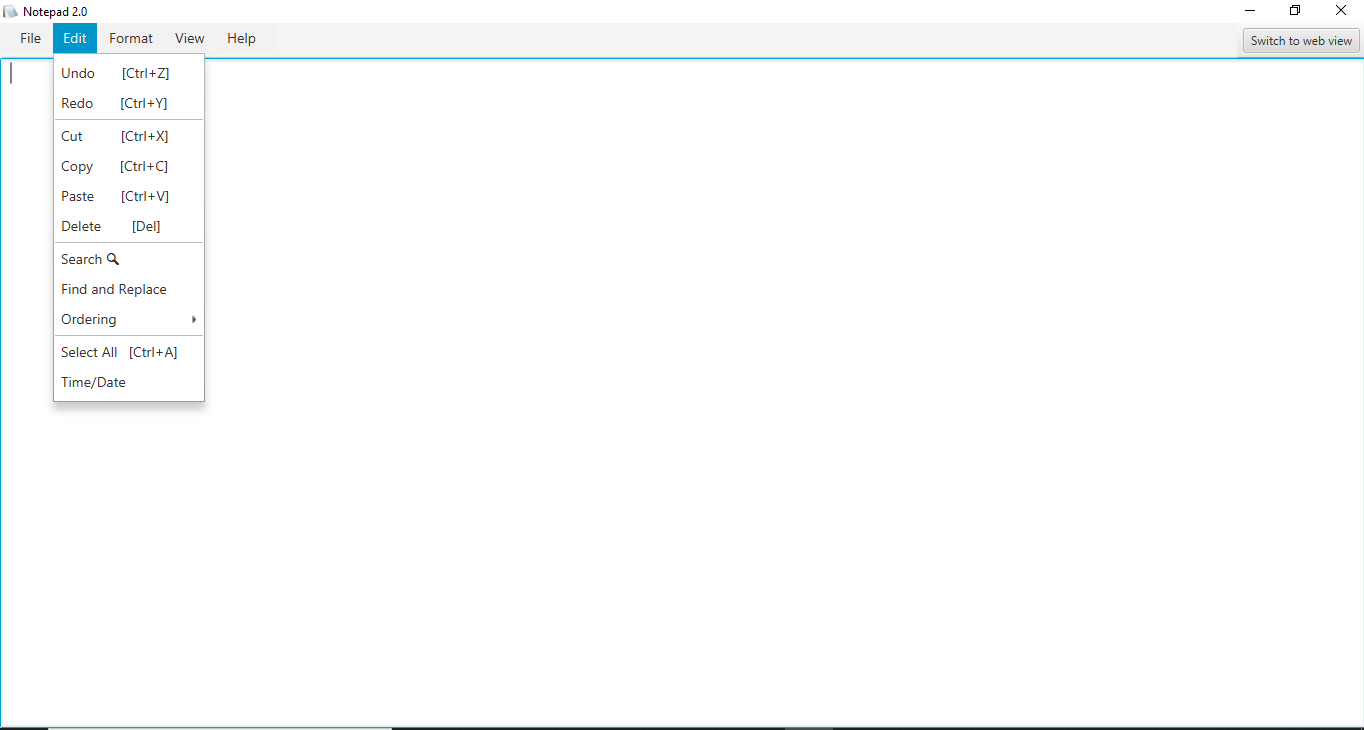 Notepad 2.0
File Edit Format View Help Switch to web view
Undo [Ctrl+Z]
Redo [Ctrl+Y]
Cut [Ctrl+X]
Copy [Ctrl+C]
Paste [Ctrl+V]
Delete [Del]
Search
Find and Replace
Ordering
Select All [Ctrl+A]
Time/Date